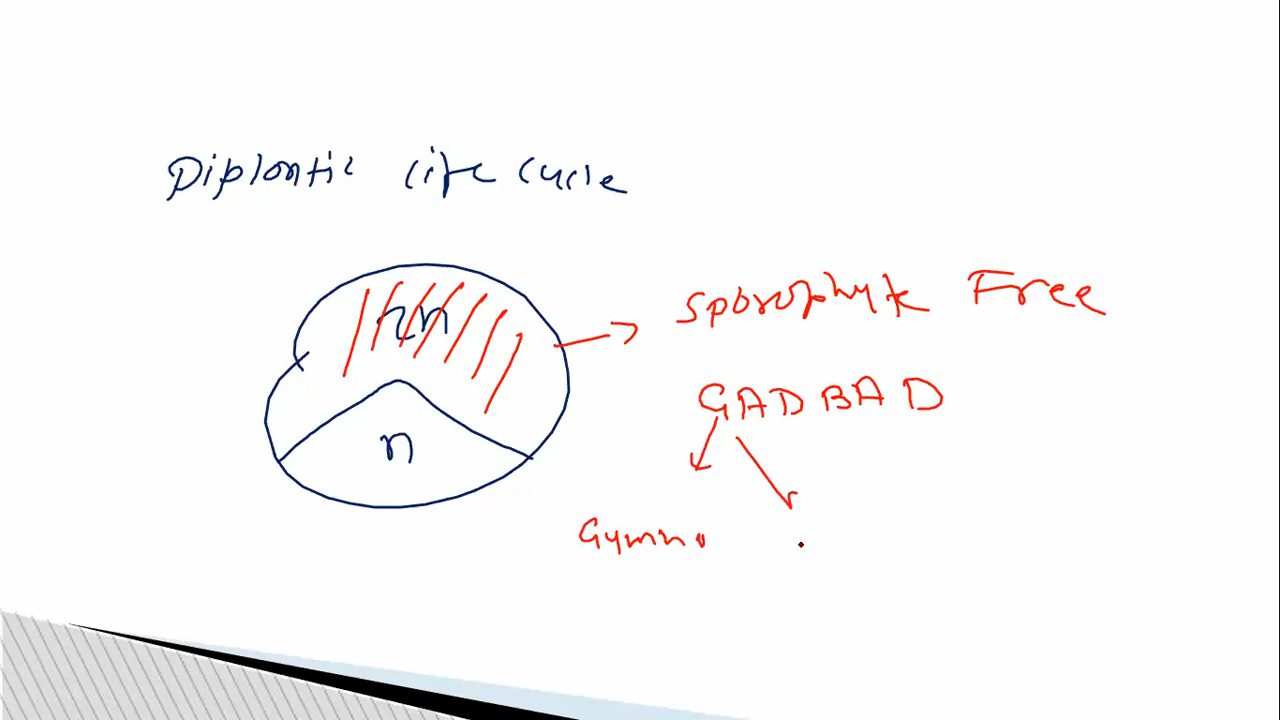 Diplontic life cycle
2n
Sporophyte Free
n
GADBAD
Gymno